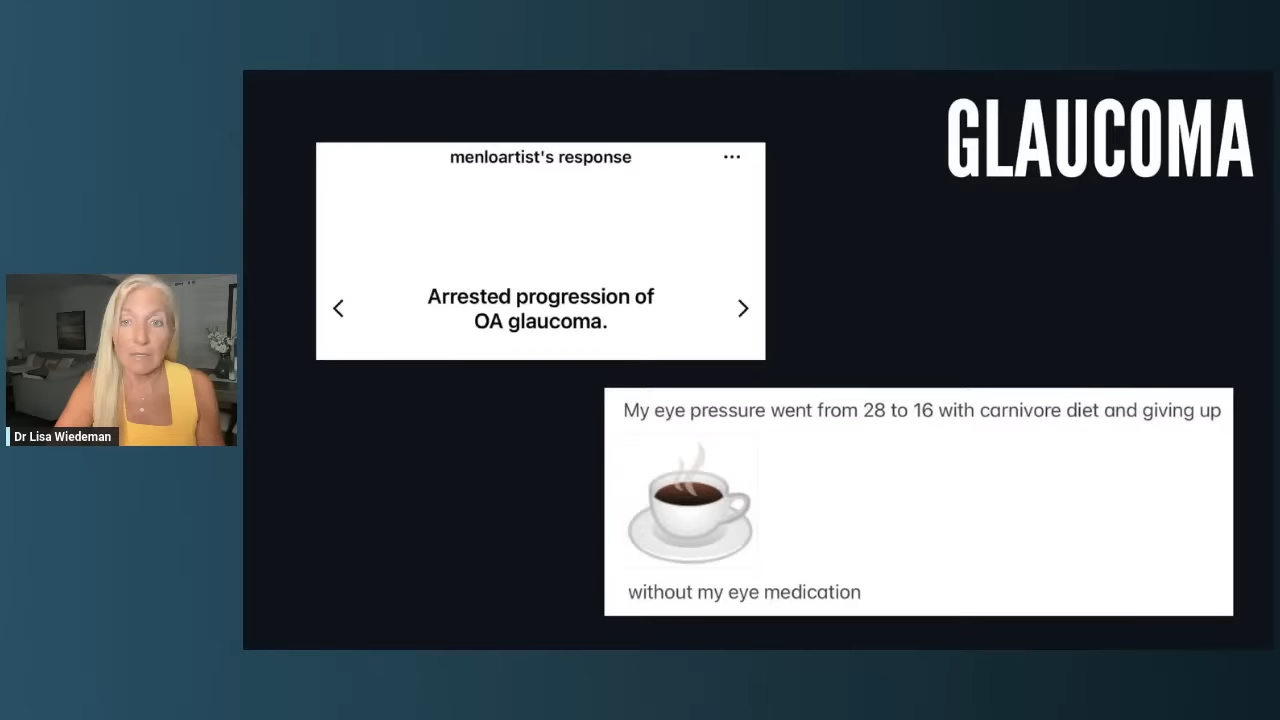 GLAUCOMA
menloartist's response
Arrested progression of
OA glaucoma.
My eye pressure went from 28 to 16 with carnivore diet and giving up
without my eye medication
Dr Lisa Wiedeman